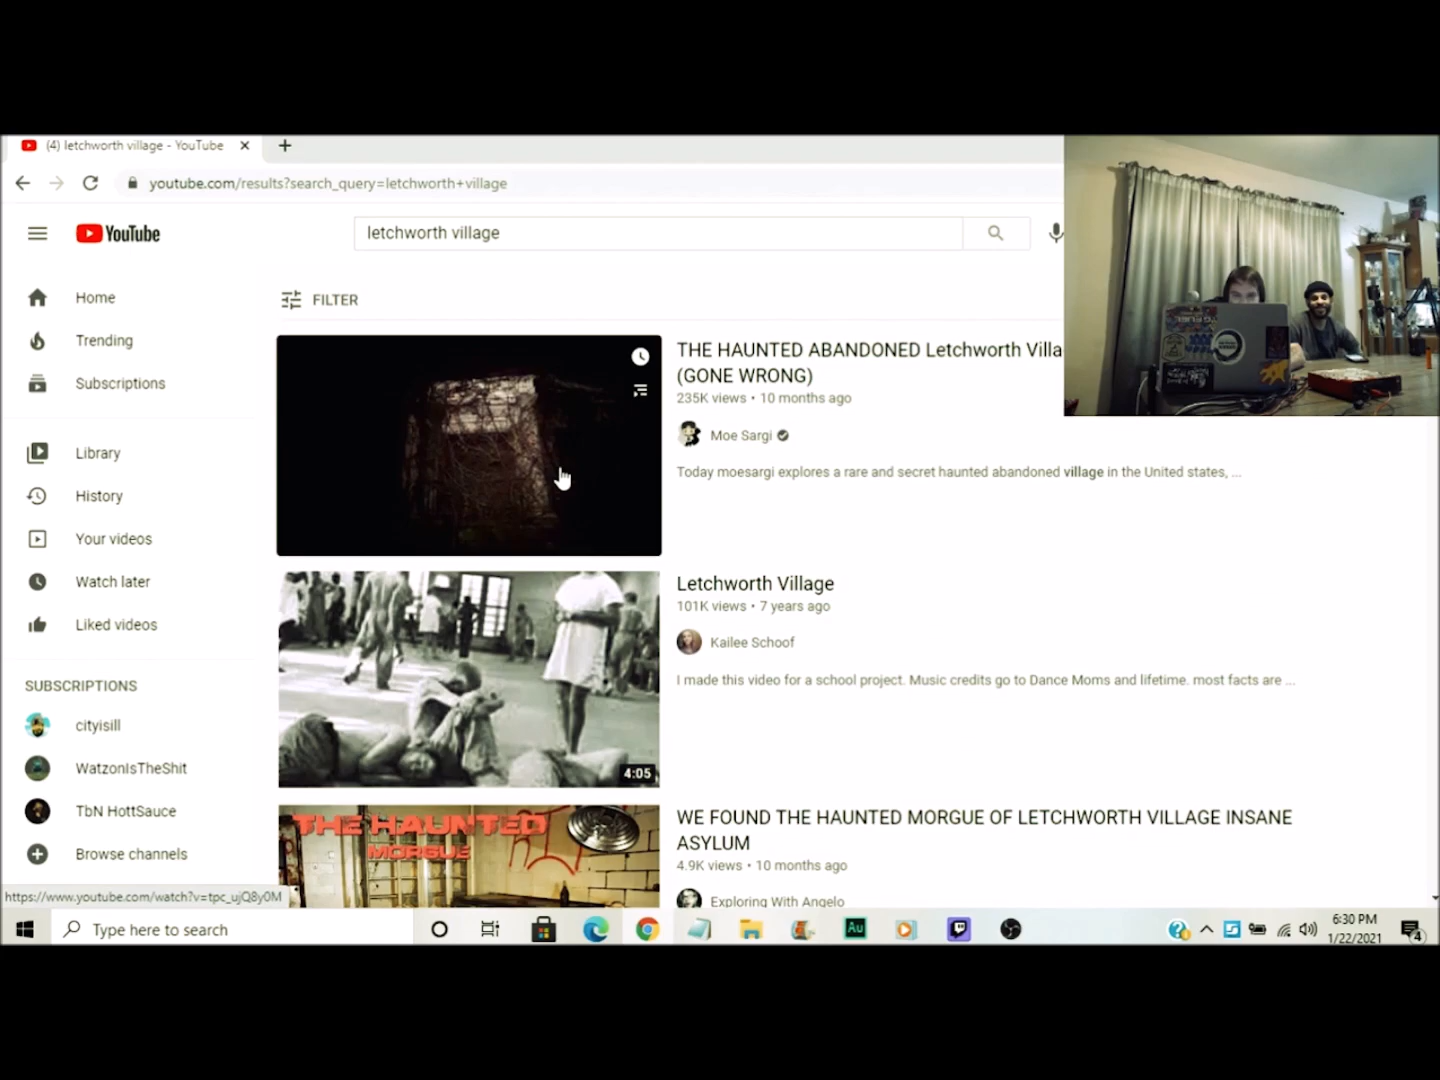 (4) letchworth village - YouTube
youtube.com/results?search_query=letchworth+village
YouTube
letchworth village
Home
Trending
Subscriptions
Library
History
Your videos
Watch later
Liked videos
SUBSCRIPTIONS
cityisill
WatzonIsTheShit
TbN HottSauce
Browse channels
FILTER
THE HAUNTED ABANDONED Letchworth Villa
(GONE WRONG)
235K views • 10 months ago
Moe Sargi
Today moesargi explores a rare and secret haunted abandoned village in the United states, ...
Letchworth Village
101K views • 7 years ago
Kailee Schoof
I made this video for a school project. Music credits go to Dance Moms and lifetime. most facts are ...
4:05
THE HAUNTED
MORGUE
WE FOUND THE HAUNTED MORGUE OF LETCHWORTH VILLAGE INSANE
ASYLUM
4.9K views • 10 months ago
Exploring With Angelo
https://www.youtube.com/watch?v=tpc_ujQ8y0M
Type here to search
Au
6:30 PM
1/22/2021
4